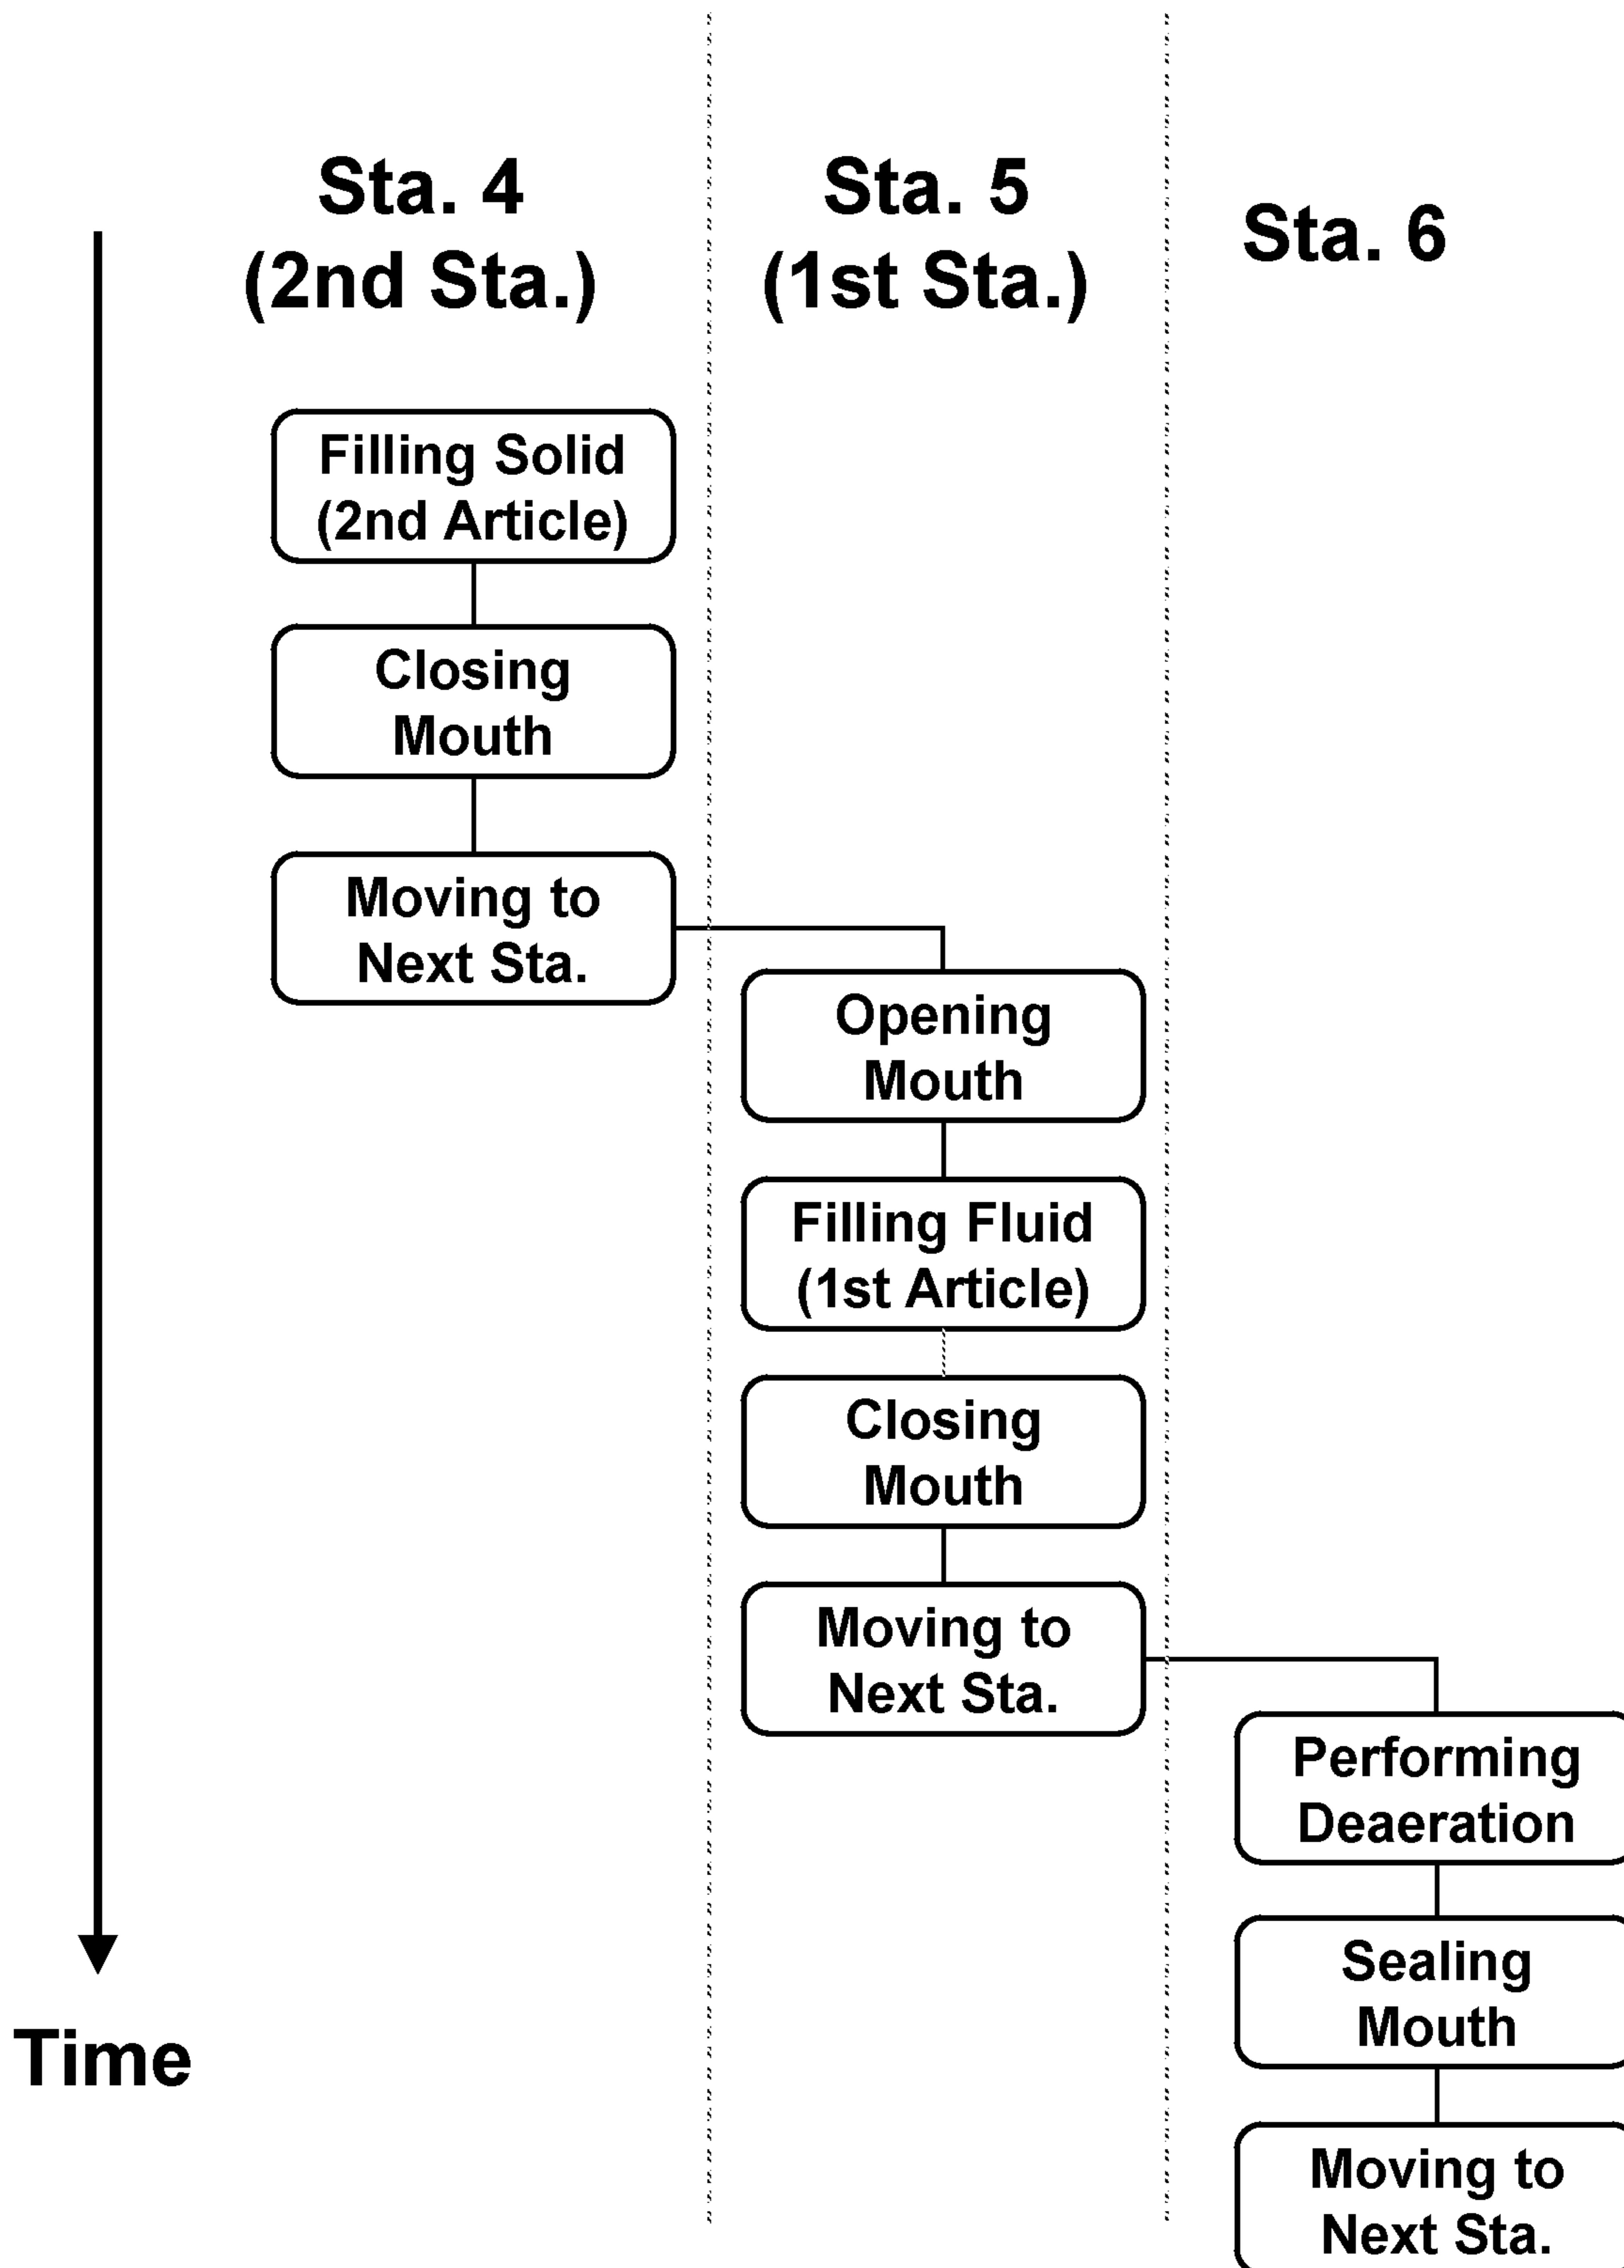 Sta. 4
(2nd Sta.)
Sta. 5
(1st Sta.)
Sta. 6
Filling Solid
(2nd Article)
Closing
Mouth
Moving to
Next Sta.
Opening
Mouth
Filling Fluid
(1st Article)
Closing
Mouth
Moving to
Next Sta.
Performing
Deaeration
Sealing
Mouth
Moving to
Next Sta.
Time